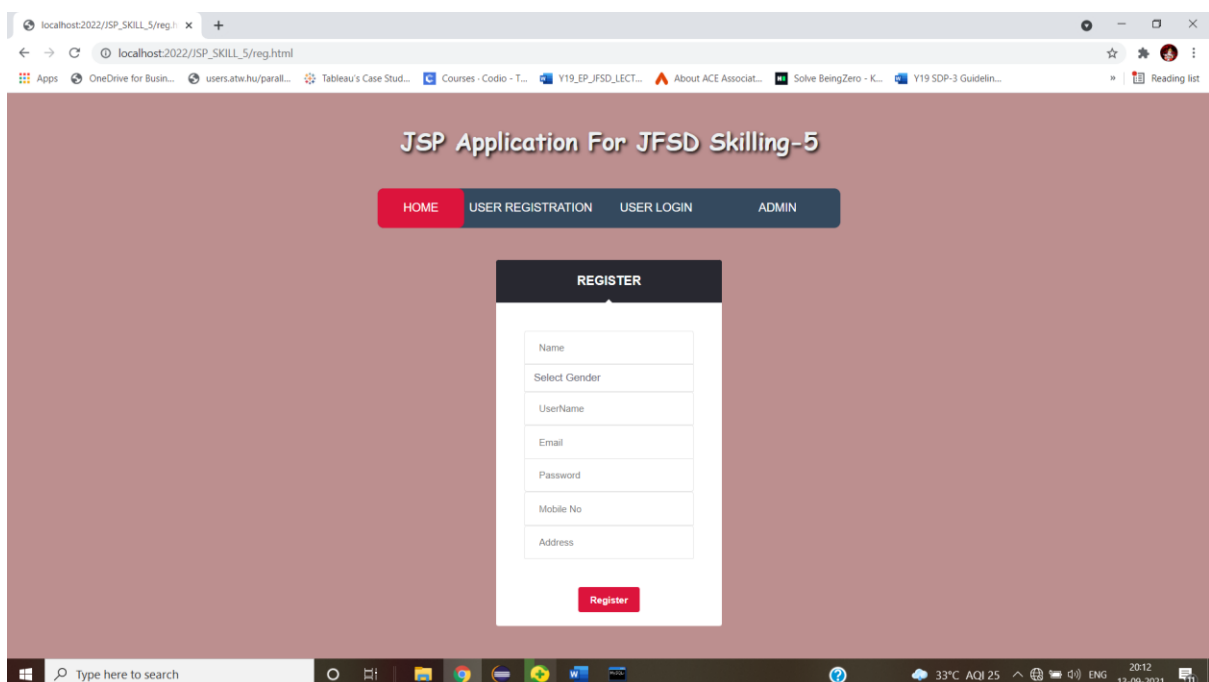 localhost:2022/JSP_SKILL_5/reg.h
localhost:2022/JSP_SKILL_5/reg.html
Apps OneDrive for Busin... users.atw.hu/parall... Tableau's Case Stud... Courses - Codio - T... Y19_EP_JFSD_LECT... About ACE Associat... Solve BeingZero - K... Y19 SDP-3 Guidelin... » Reading list
JSP Application For JFSD Skilling-5
HOME USER REGISTRATION USER LOGIN ADMIN
REGISTER
Name
Select Gender
UserName
Email
Password
Mobile No
Address
Register
Type here to search 33°C AQI 25 ENG 20:12
13-09-2021